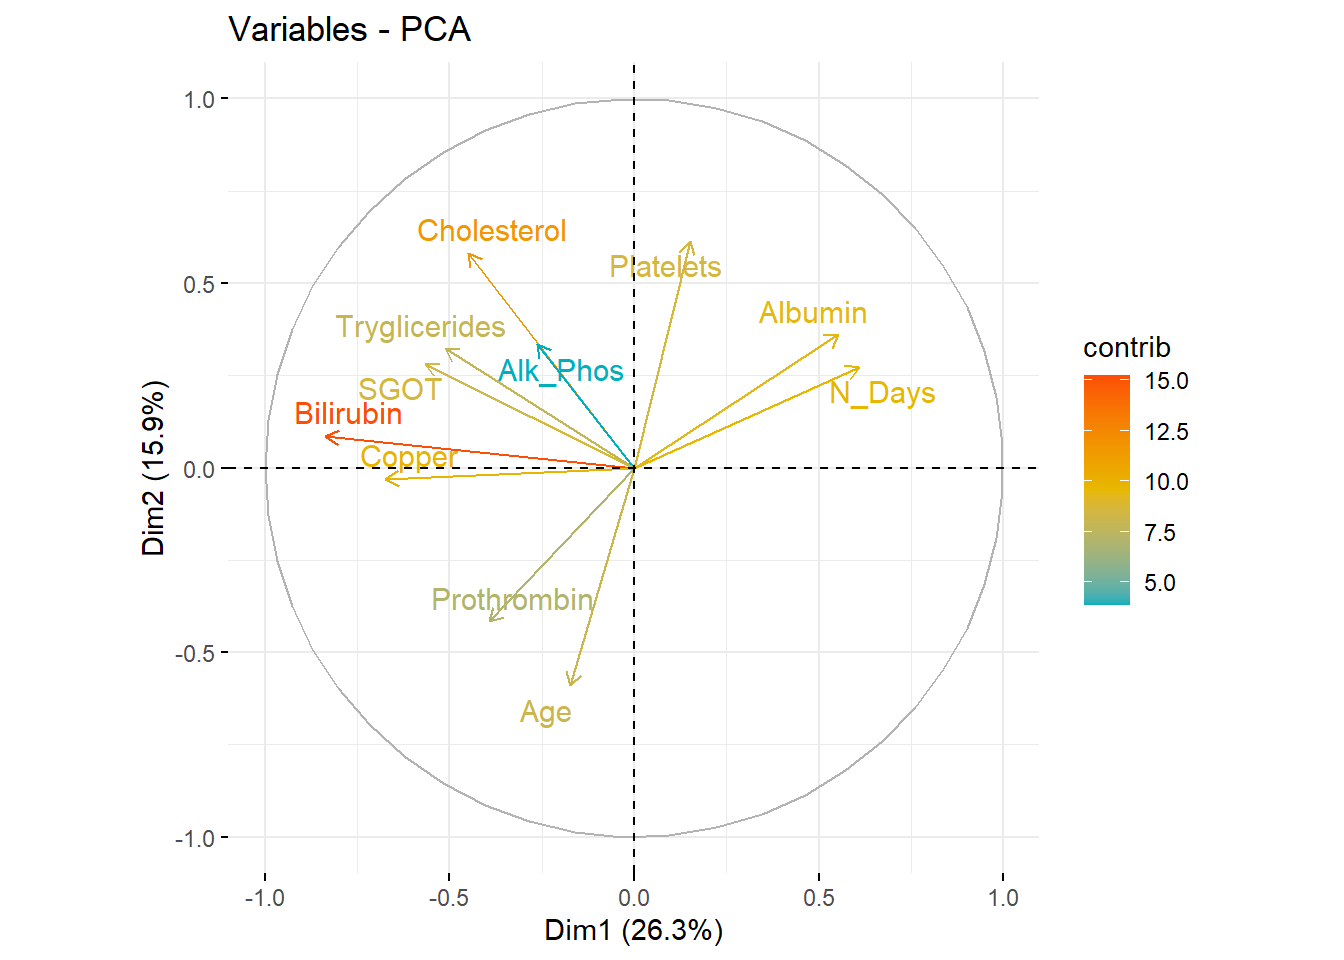 Variables - PCA
1.0
0.5
0.0
-0.5
-1.0
Dim2 (15.9%)
Cholesterol
Platelets
Albumin
Tryglicerides
Alk_Phos
SGOT
N_Days
Bilirubin
Copper
Prothrombin
Age
-1.0
-0.5
0.0
0.5
1.0
Dim1 (26.3%)
contrib
15.0
12.5
10.0
7.5
5.0